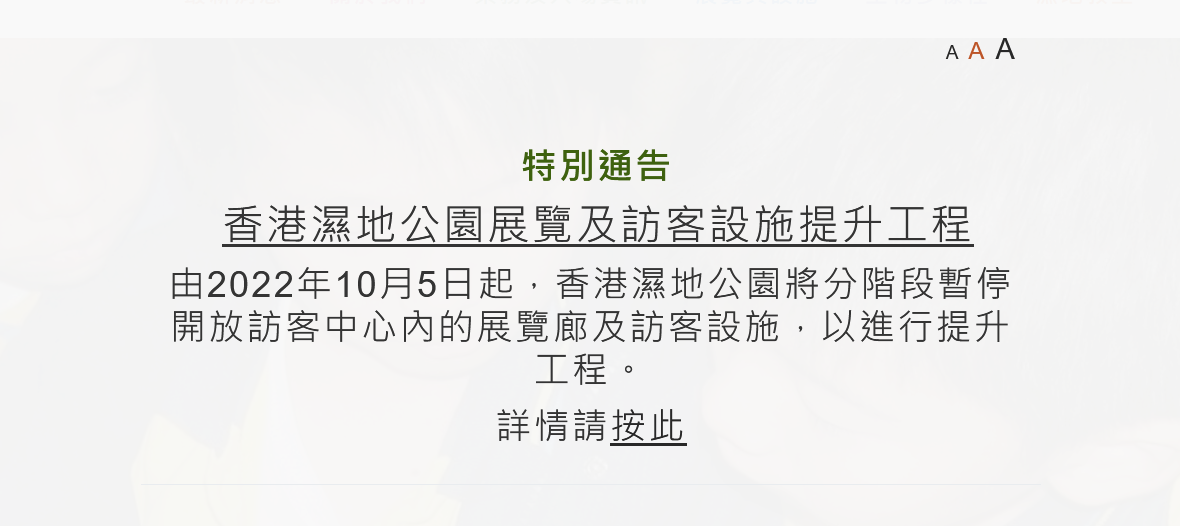 A A A
特別通告
香港濕地公園展覽及訪客設施提升工程
由2022年10月5日起，香港濕地公園將分階段暫停
開放訪客中心內的展覽廊及訪客設施，以進行提升
工程。
詳情請按此